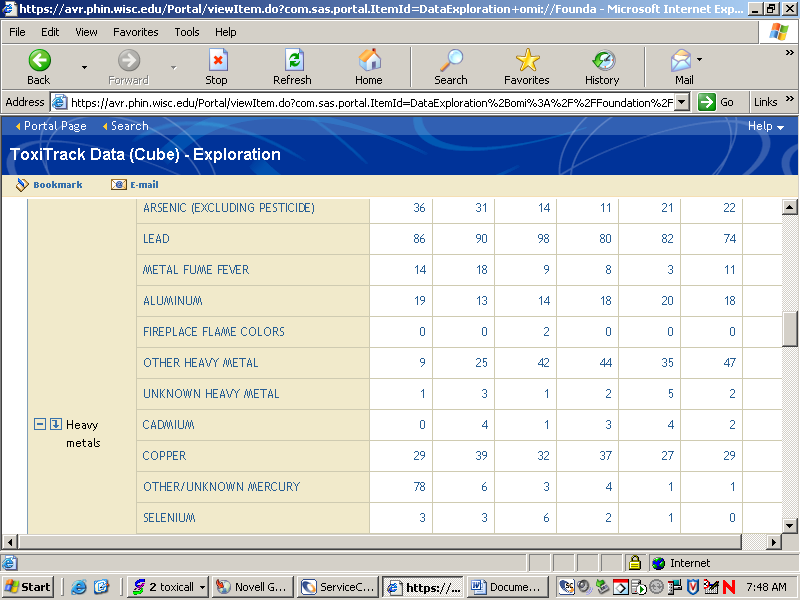 https://avr.phin.wisc.edu/Portal/viewItem.do?com.sas.portal.ItemId=DataExploration+omi://Founda - Microsoft Internet Exp...
File Edit View Favorites Tools Help
Back Forward Stop Refresh Home Search Favorites History Mail
Address https://avr.phin.wisc.edu/Portal/viewItem.do?com.sas.portal.ItemId=DataExploration%2Bomi%3A%2F%2FFoundation%2F Go Links
Portal Page Search Help
ToxiTrack Data (Cube) - Exploration
Bookmark E-mail
ARSENIC (EXCLUDING PESTICIDE) 36 31 14 11 21 22
LEAD 86 90 98 80 82 74
METAL FUME FEVER 14 18 9 8 3 11
ALUMINUM 19 13 14 18 20 18
FIREPLACE FLAME COLORS 0 0 2 0 0 0
OTHER HEAVY METAL 9 25 42 44 35 47
UNKNOWN HEAVY METAL 1 3 1 2 5 2
Heavy metals
CADMIUM 0 4 1 3 4 2
COPPER 29 39 32 37 27 29
OTHER/UNKNOWN MERCURY 78 6 3 4 1 1
SELENIUM 3 3 6 2 1 0
Internet
Start 2 toxicall Novell G... ServiceC... https://... Docume... 7:48 AM